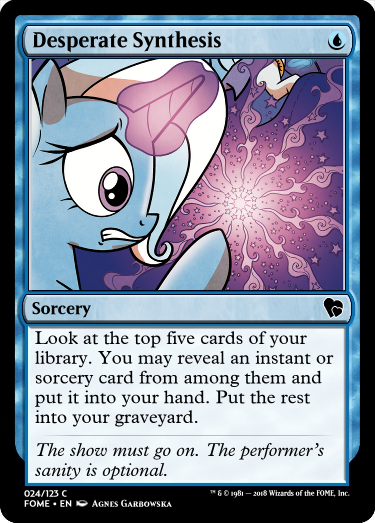 Desperate Synthesis
Sorcery
Look at the top five cards of your
library. You may reveal an instant or
sorcery card from among them and
put it into your hand. Put the rest
into your graveyard.
The show must go on. The performer's
sanity is optional.
024/123 C
FOME • EN Agnes Garbowska
™ & © 1981 — 2018 Wizards of the FOME, Inc.